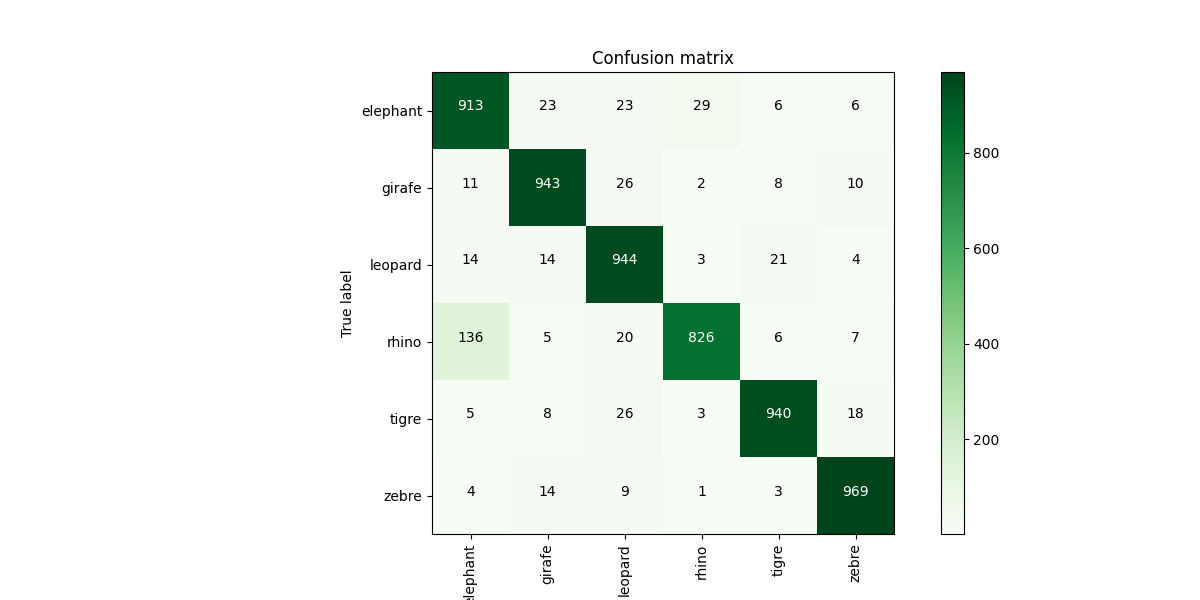 Confusion matrix
elephant 913 23 23 29 6 6
girafe 11 943 26 2 8 10
leopard 14 14 944 3 21 4
rhino 136 5 20 826 6 7
tigre 5 8 26 3 940 18
zebre 4 14 9 1 3 969
True label
elephant girafe leopard rhino tigre zebre
800
600
400
200